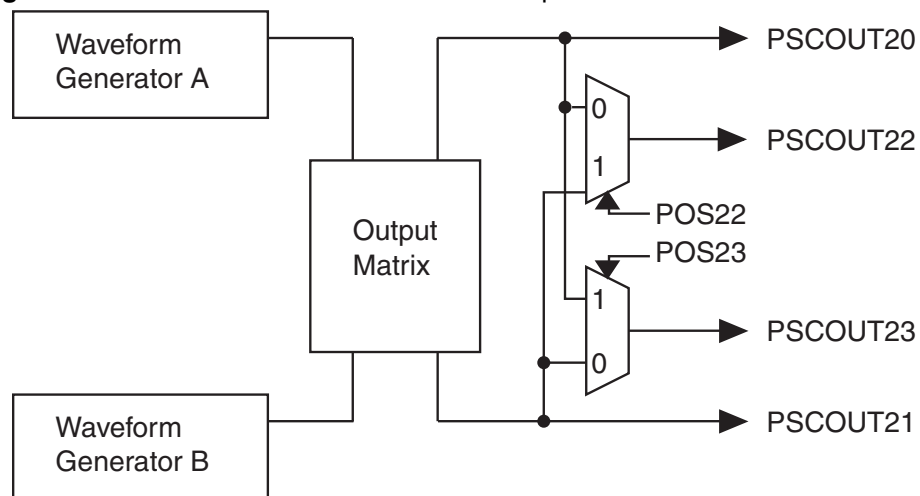 Waveform
Generator A
PSCOUT20
0
PSCOUT22
1
POS22
Output
Matrix
POS23
1
PSCOUT23
0
Waveform
Generator B
PSCOUT21